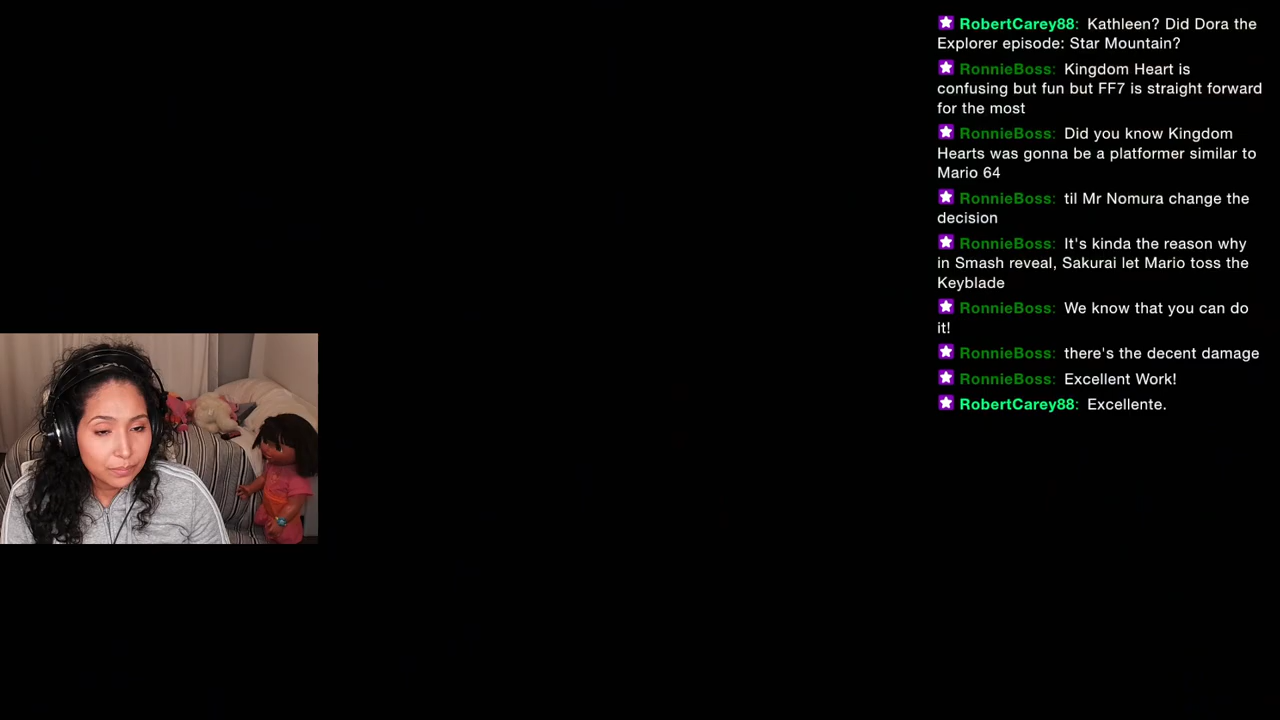 RobertCarey88: Kathleen? Did Dora the
Explorer episode: Star Mountain?
RonnieBoss: Kingdom Heart is
confusing but fun but FF7 is straight forward
for the most
RonnieBoss: Did you know Kingdom
Hearts was gonna be a platformer similar to
Mario 64
RonnieBoss: til Mr Nomura change the
decision
RonnieBoss: It's kinda the reason why
in Smash reveal, Sakurai let Mario toss the
Keyblade
RonnieBoss: We know that you can do
it!
RonnieBoss: there's the decent damage
RonnieBoss: Excellent Work!
RobertCarey88: Excellente.